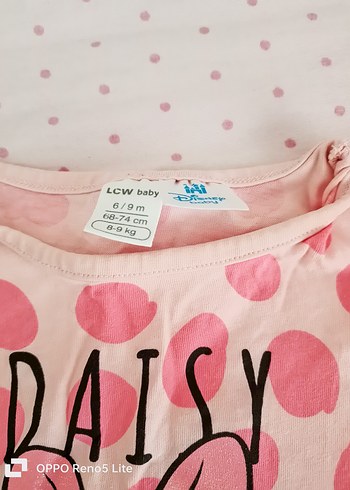 LCW baby
6 / 9 m
68-74 cm
8-9 kg
Disney
baby
DAISY
OPPO Reno5 Lite